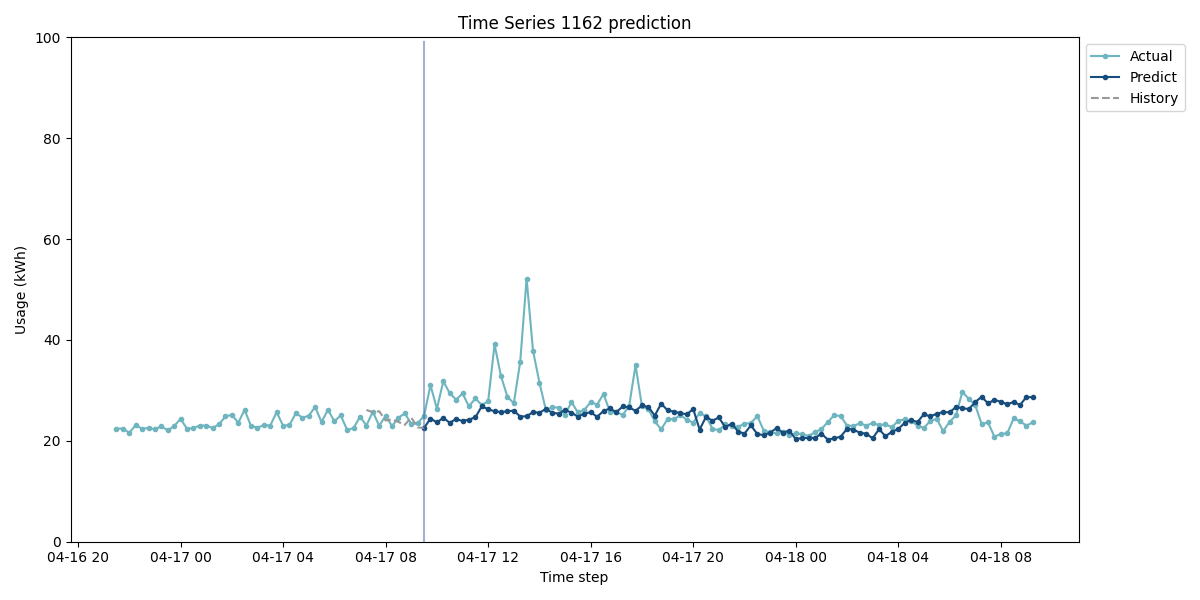 Time Series 1162 prediction
100
80
60
40
20
0
Usage (kWh)
04-16 20
04-17 00
04-17 04
04-17 08
04-17 12
04-17 16
04-17 20
04-18 00
04-18 04
04-18 08
Time step
Actual
Predict
History